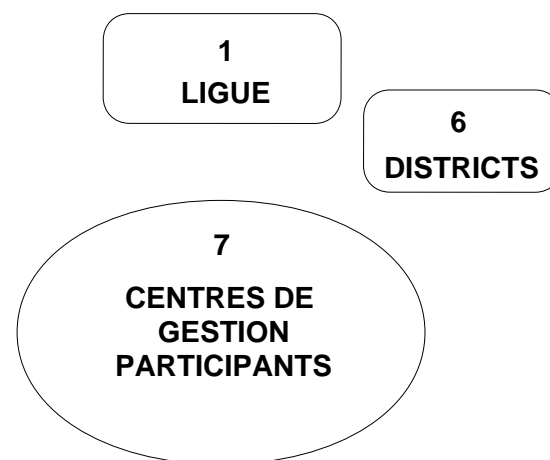 1
LIGUE
6
DISTRICTS
7
CENTRES DE
GESTION
PARTICIPANTS